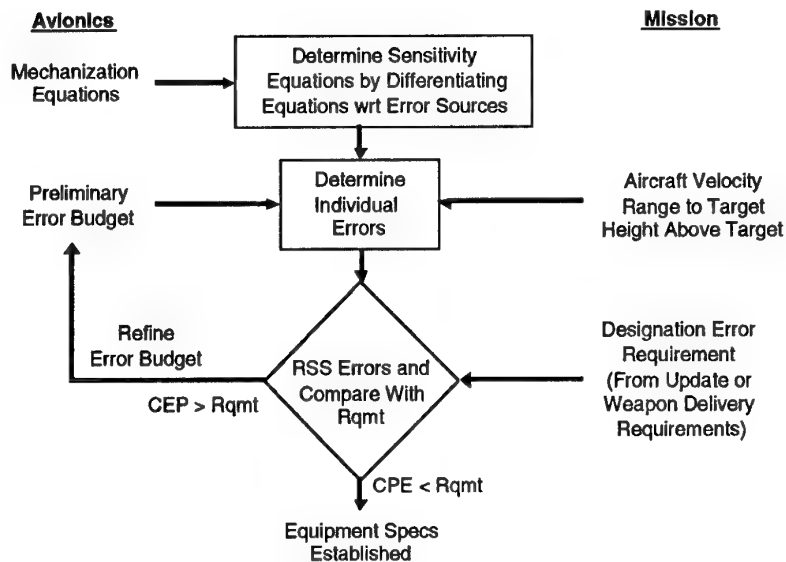 Avionics
Mission
Mechanization
Equations
Determine Sensitivity
Equations by Differentiating
Equations wrt Error Sources
Preliminary
Error Budget
Determine
Individual
Errors
Aircraft Velocity
Range to Target
Height Above Target
Refine
Error Budget
CEP > Rqmt
RSS Errors and
Compare With
Rqmt
Designation Error
Requirement
(From Update or
Weapon Delivery
Requirements)
CPE < Rqmt
Equipment Specs
Established